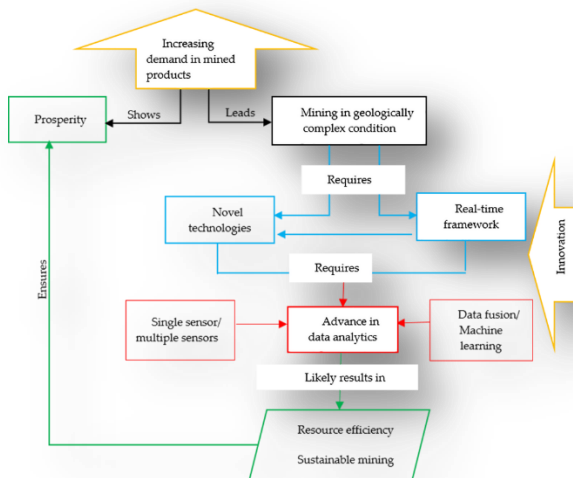 Increasing
demand in mined
products
Prosperity
Shows
Leads
Mining in geologically
complex condition
Requires
Novel
technologies
Real-time
framework
Innovation
Ensures
Requires
Single sensor/
multiple sensors
Advance in
data analytics
Data fusion/
Machine
learning
Likely results in
Resource efficiency
Sustainable mining